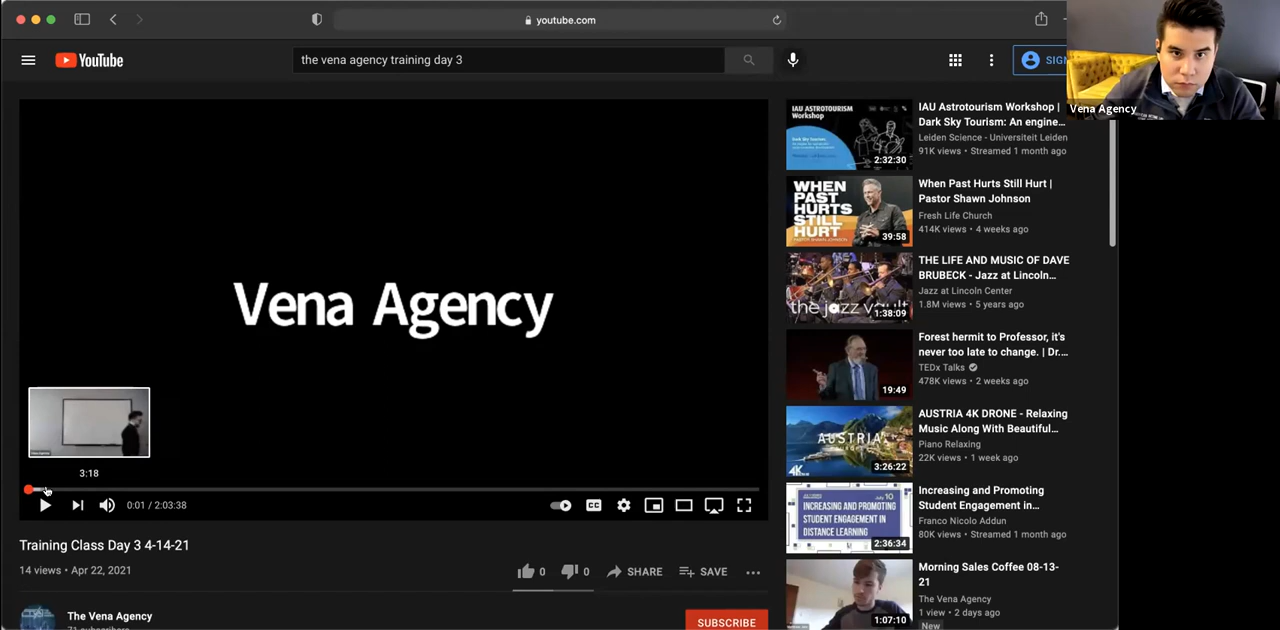 youtube.com
YouTube
the vena agency training day 3
SIGN
Vena Agency
Vena Agency
3:18
0:01 / 2:03:38
CC
Training Class Day 3 4-14-21
14 views • Apr 22, 2021
0
0
SHARE
SAVE
The Vena Agency
SUBSCRIBE
IAU ASTROTOURISM
Workshop
2:32:30
IAU Astrotourism Workshop |
Dark Sky Tourism: An engine...
Leiden Science - Universiteit Leiden
91K views • Streamed 1 month ago
WHEN
PAST
HURTS
STILL
HURT
39:58
When Past Hurts Still Hurt |
Pastor Shawn Johnson
Fresh Life Church
414K views • 4 weeks ago
the jazz vault
1:38:09
THE LIFE AND MUSIC OF DAVE
BRUBECK - Jazz at Lincoln...
Jazz at Lincoln Center
1.8M views • 5 years ago
19:49
Forest hermit to Professor, it's
never too late to change. | Dr....
TEDx Talks
478K views • 2 weeks ago
AUSTRIA
4K
3:26:22
AUSTRIA 4K DRONE - Relaxing
Music Along With Beautiful...
Piano Relaxing
22K views • 1 week ago
10
INCREASING AND PROMOTING
STUDENT ENGAGEMENT IN
DISTANCE LEARNING
2:36:34
Increasing and Promoting
Student Engagement in...
Franco Nicolo Addun
80K views • Streamed 1 month ago
1:07:10
Morning Sales Coffee 08-13-
21
The Vena Agency
1 view • 2 days ago
New